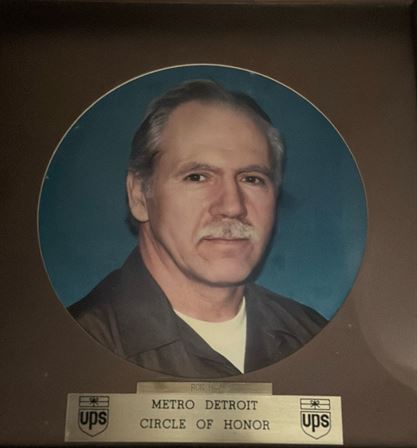 METRO DETROIT
CIRCLE OF HONOR
ups
ups